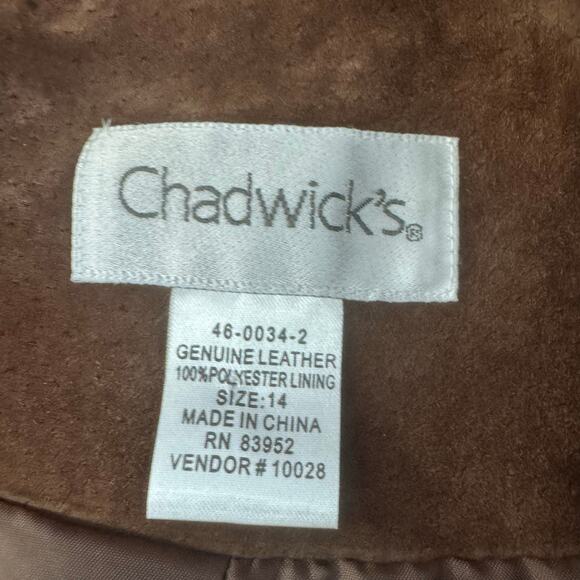 Chadwick's®
46-0034-2
GENUINE LEATHER
100%POLYESTER LINING
SIZE:14
MADE IN CHINA
RN 83952
VENDOR#10028